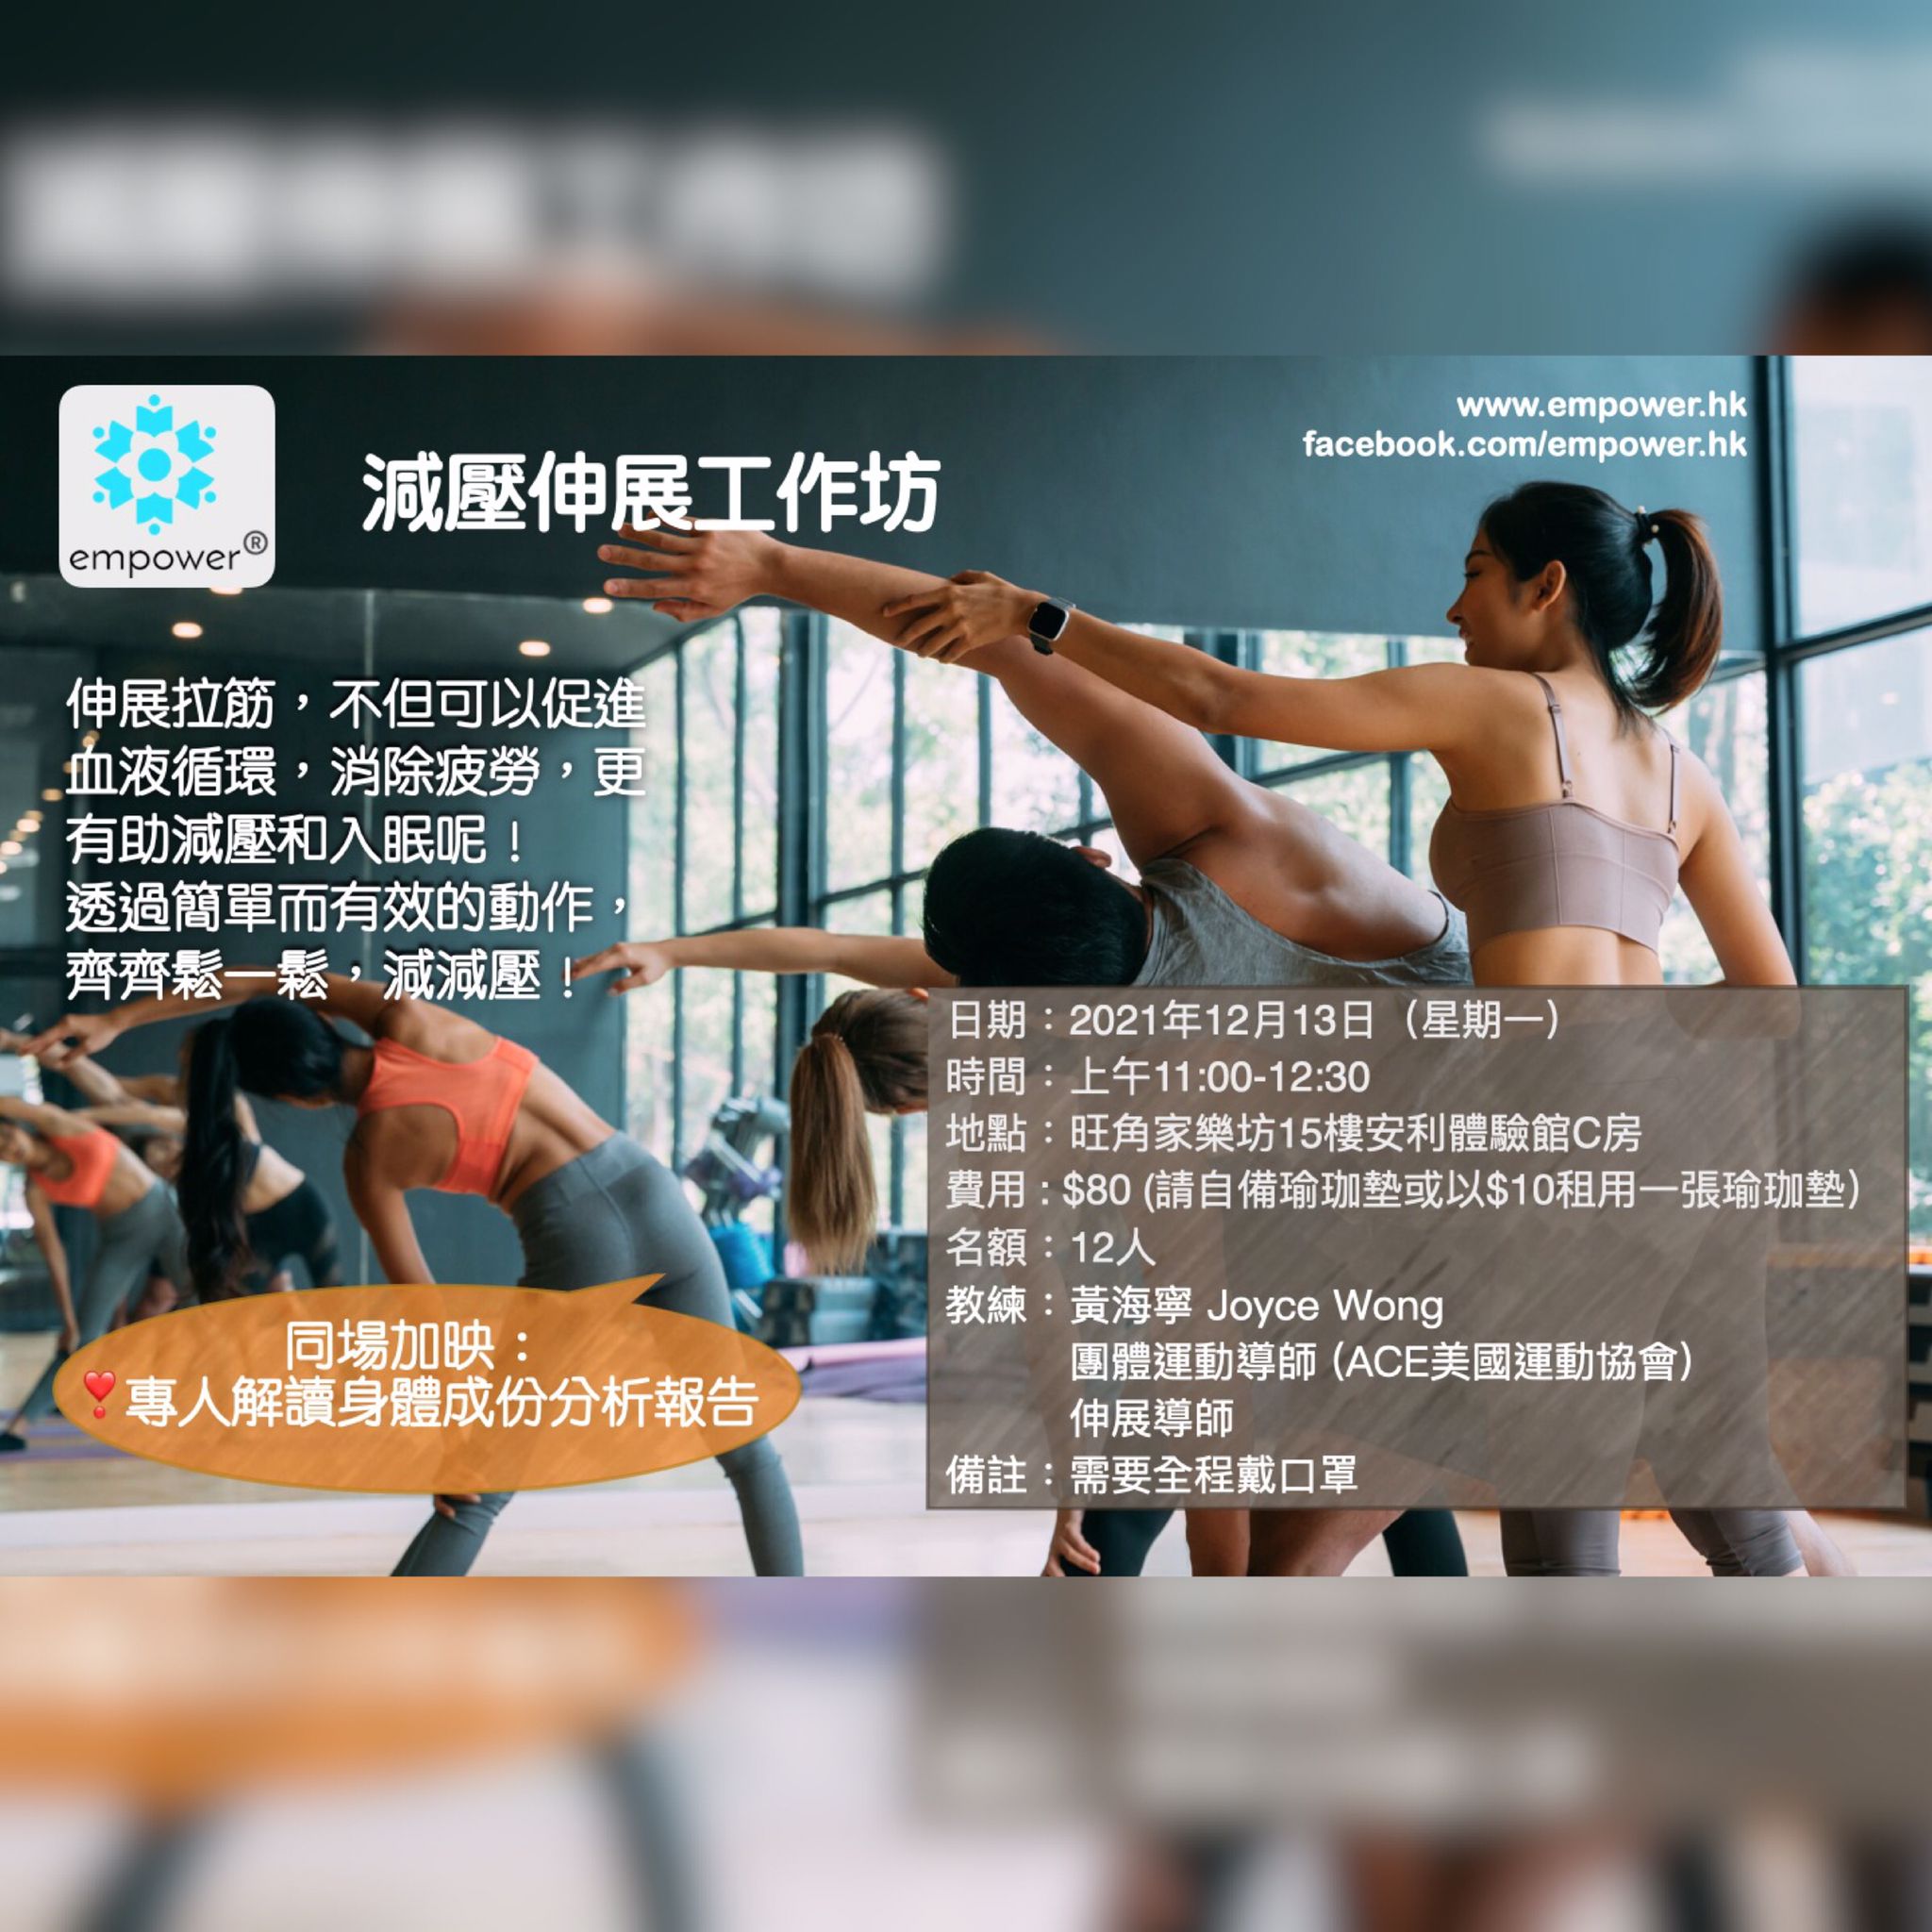 www.empower.hk
facebook.com/empower.hk
empower®
減壓伸展工作坊
伸展拉筋，不但可以促進
血液循環，消除疲勞，更
有助減壓和入眠呢！
透過簡單而有效的動作，
齊齊鬆一鬆，減減壓！
日期：2021年12月13日（星期一）
時間：上午11:00-12:30
地點：旺角家樂坊15樓安利體驗館C房
費用 : $80 (請自備瑜珈墊或以$10租用一張瑜珈墊）
名額：12人
教練：黃海寧 Joyce Wong
團體運動導師 (ACE美國運動協會）
伸展導師
備註：需要全程戴口罩
同場加映：
❣️專人解讀身體成份分析報告